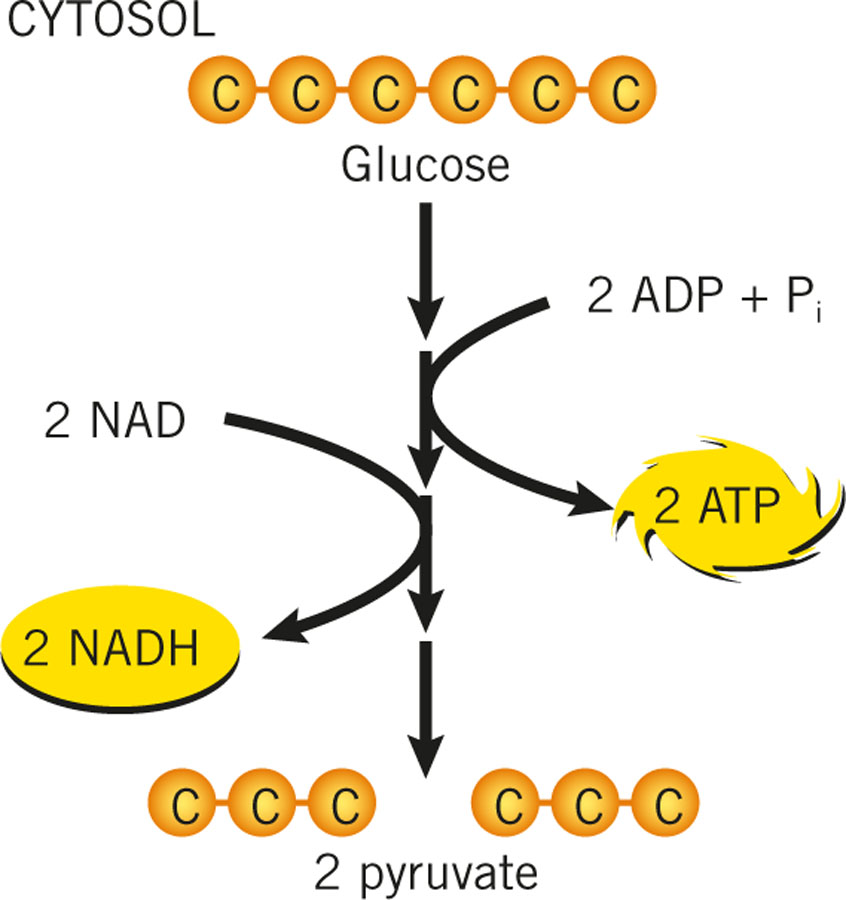 CYTOSOL
C C C C C C
Glucose
2 ADP + Pi
2 NAD
2 ATP
2 NADH
C C C C C C
2 pyruvate